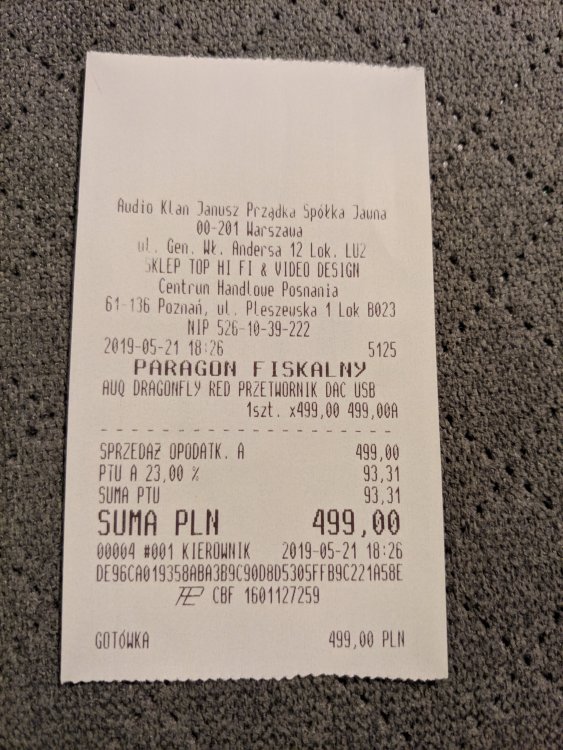 Audio Klan Janusz Prządka Spółka Jawna
00-201 Warszawa
ul. Gen. Wł. Andersa 12 Lok. LU2
SKLEP TOP HI FI & VIDEO DESIGN
Centrum Handlowe Posnania
61-136 Poznań, ul. Pleszewska 1 Lok B023
NIP 526-10-39-222
2019-05-21 18:26 5125
PARAGON FISKALNY
AUQ DRAGONFLY RED PRZETWORNIK DAC USB
1szt. x499,00 499,00A
SPRZEDAŻ OPODATK. A 499,00
PTU A 23,00 % 93,31
SUMA PTU 93,31
SUMA PLN 499,00
00004 #001 KIEROWNIK 2019-05-21 18:26
DE96CA019358ABA3B9C90D8D5305FFB9C221A58E
CBF 1601127259
GOTÓWKA 499,00 PLN